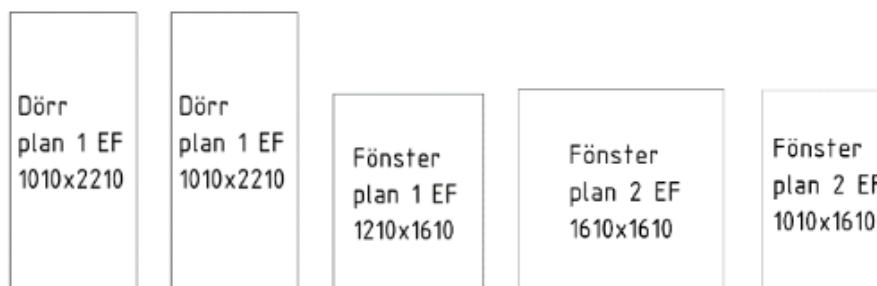 Dörr
plan 1 EF
1010x2210
Dörr
plan 1 EF
1010x2210
Fönster
plan 1 EF
1210x1610
Fönster
plan 2 EF
1610x1610
Fönster
plan 2 EF
1010x1610